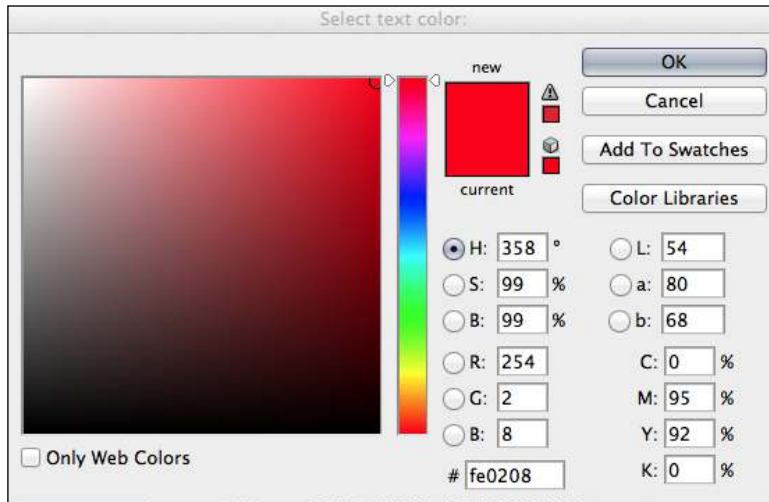 Select text color:
new
current
OK
Cancel
Add To Swatches
Color Libraries
H: 358 °
S: 99 %
B: 99 %
R: 254
G: 2
B: 8
# fe0208
L: 54
a: 80
b: 68
C: 0 %
M: 95 %
Y: 92 %
K: 0 %
Only Web Colors